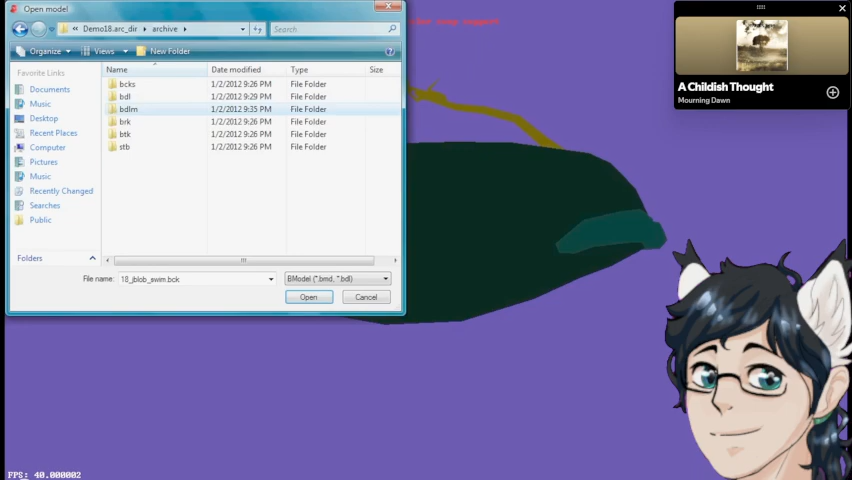 Open model
« Demo18.arc_dir ▸ archive ▸
Search
Organize
Views
New Folder
Favorite Links
Documents
Music
Desktop
Recent Places
Computer
Pictures
Music
Recently Changed
Searches
Public
Folders
Name Date modified Type Size
bcks 1/2/2012 9:26 PM File Folder
bdl 1/2/2012 9:29 PM File Folder
bdlm 1/2/2012 9:35 PM File Folder
brk 1/2/2012 9:26 PM File Folder
btk 1/2/2012 9:26 PM File Folder
stb 1/2/2012 9:26 PM File Folder
File name: 18_jblob_swim.bck
BModel (*.bmd, *.bdl)
Open
Cancel
support
A Childish Thought
Mourning Dawn
FPS: 40.000002